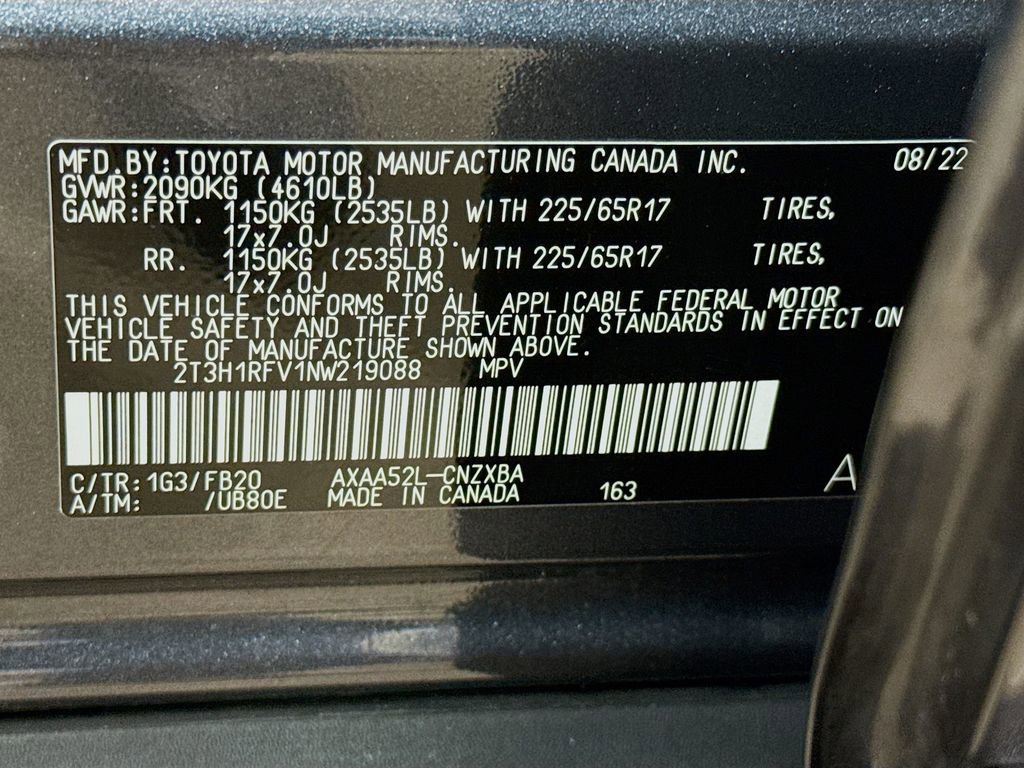 MFD.BY:TOYOTA MOTOR MANUFACTURING CANADA INC. 08/22
GVWR:2090KG (4610LB)
GAWR:FRT. 1150KG (2535LB) WITH 225/65R17 TIRES,
17x7.0J RIMS.
RR. 1150KG (2535LB) WITH 225/65R17 TIRES,
17x7.0J RIMS.
THIS VEHICLE CONFORMS TO ALL APPLICABLE FEDERAL MOTOR
VEHICLE SAFETY AND THEFT PREVENTION STANDARDS IN EFFECT ON
THE DATE OF MANUFACTURE SHOWN ABOVE.
2T3H1RFV1NW219088 MPV
C/TR:1G3/FB20 AXAA52L-CNZXBA
A/TM: /UB80E MADE IN CANADA 163 A